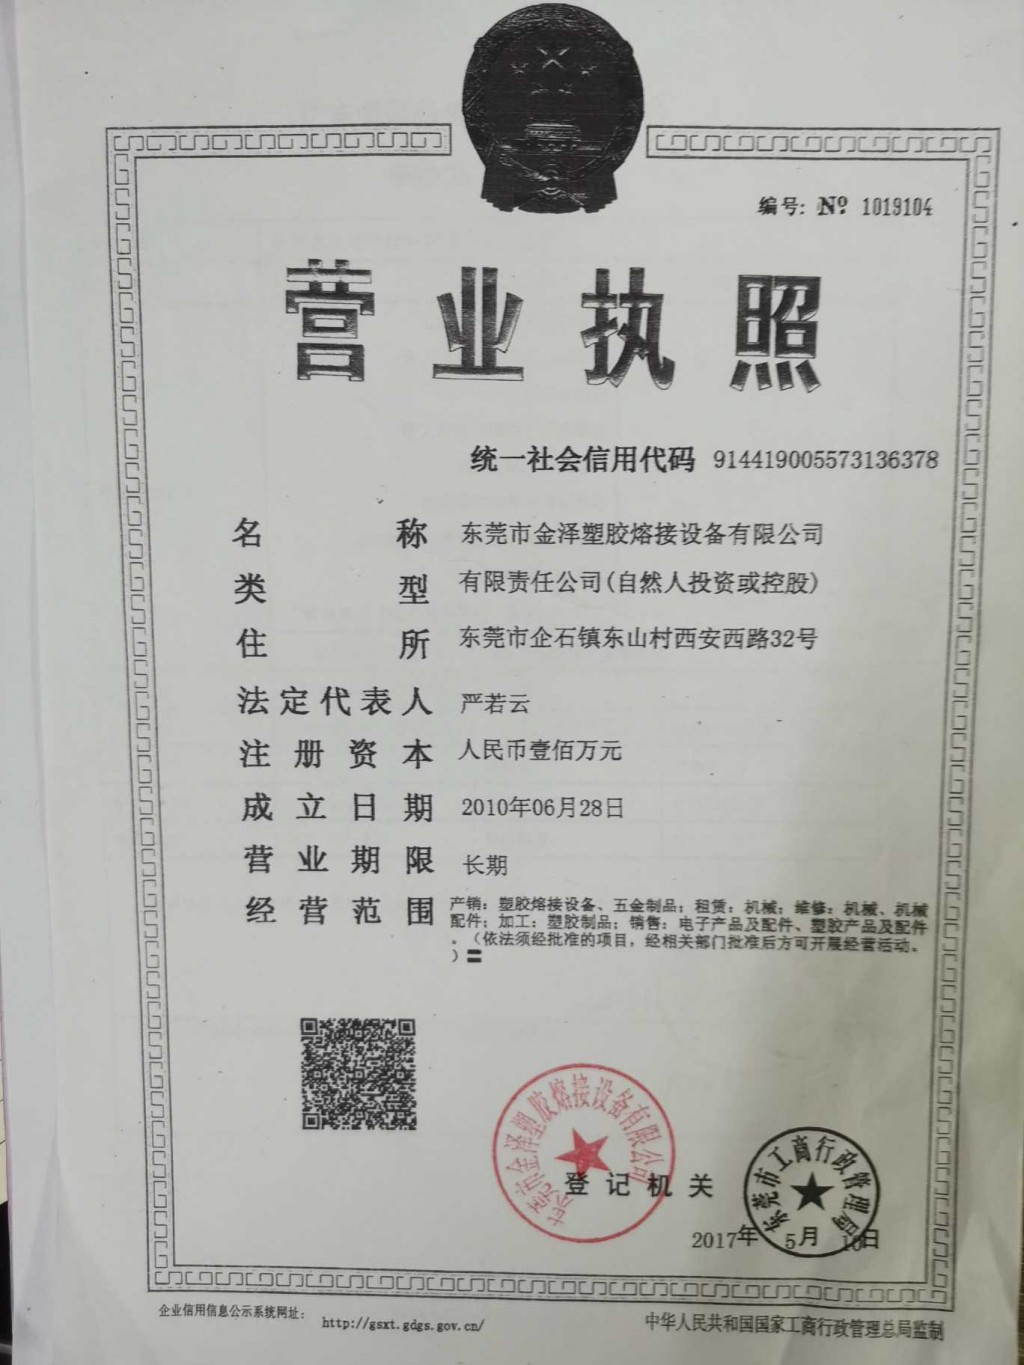 编号: №  1019104
营业执照
统一社会信用代码 914419005573136378
名称 东莞市金泽塑胶熔接设备有限公司
类型 有限责任公司(自然人投资或控股)
住所 东莞市企石镇东山村西安西路32号
法定代表人 严若云
注册资本 人民币壹佰万元
成立日期 2010年06月28日
营业期限 长期
经营范围 产销：塑胶熔接设备、五金制品；租赁：机械；维修：机械、机械
配件；加工：塑胶制品；销售：电子产品及配件、塑胶产品及配件
。（依法须经批准的项目，经相关部门批准后方可开展经营活动。
）〓
东莞市金泽塑胶熔接设备有限公司
东莞市工商行政管理局
登记机关
2017年 5月 10日
企业信用信息公示系统网址： http://gsxt.gdgs.gov.cn/
中华人民共和国国家工商行政管理总局监制